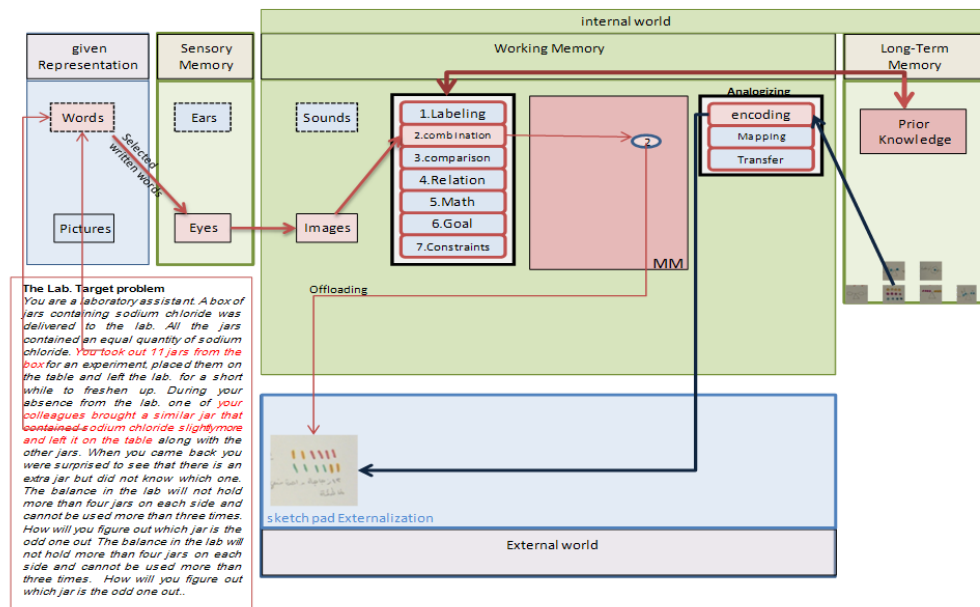 internal world
given
Representation
Sensory
Memory
Working Memory
Long-Term
Memory
Words
Ears
Sounds
Analogizing
1.Labeling
2.combination
3.comparison
4.Relation
5.Math
6.Goal
7.Constraints
2
encoding
Mapping
Transfer
Prior
Knowledge
Selected
written words
Pictures
Eyes
Images
MM
Offloading
The Lab. Target problem
You are a laboratory assistant. A box of
jars containing sodium chloride was
delivered to the lab. All the jars
contained an equal quantity of sodium
chloride. You took out 11 jars from the
box for an experiment, placed them on
the table and left the lab. for a short
while to freshen up. During your
absence from the lab. one of your
colleagues brought a similar jar that
contained sodium chloride slightly more
and left it on the table along with the
other jars. When you came back you
were surprised to see that there is an
extra jar but did not know which one.
The balance in the lab will not hold
more than four jars on each side and
cannot be used more than three times.
How will you figure out which jar is the
odd one out The balance in the lab will
not hold more than four jars on each
side and cannot be used more than
three times. How will you figure out
which jar is the odd one out..
sketch pad Externalization
External world